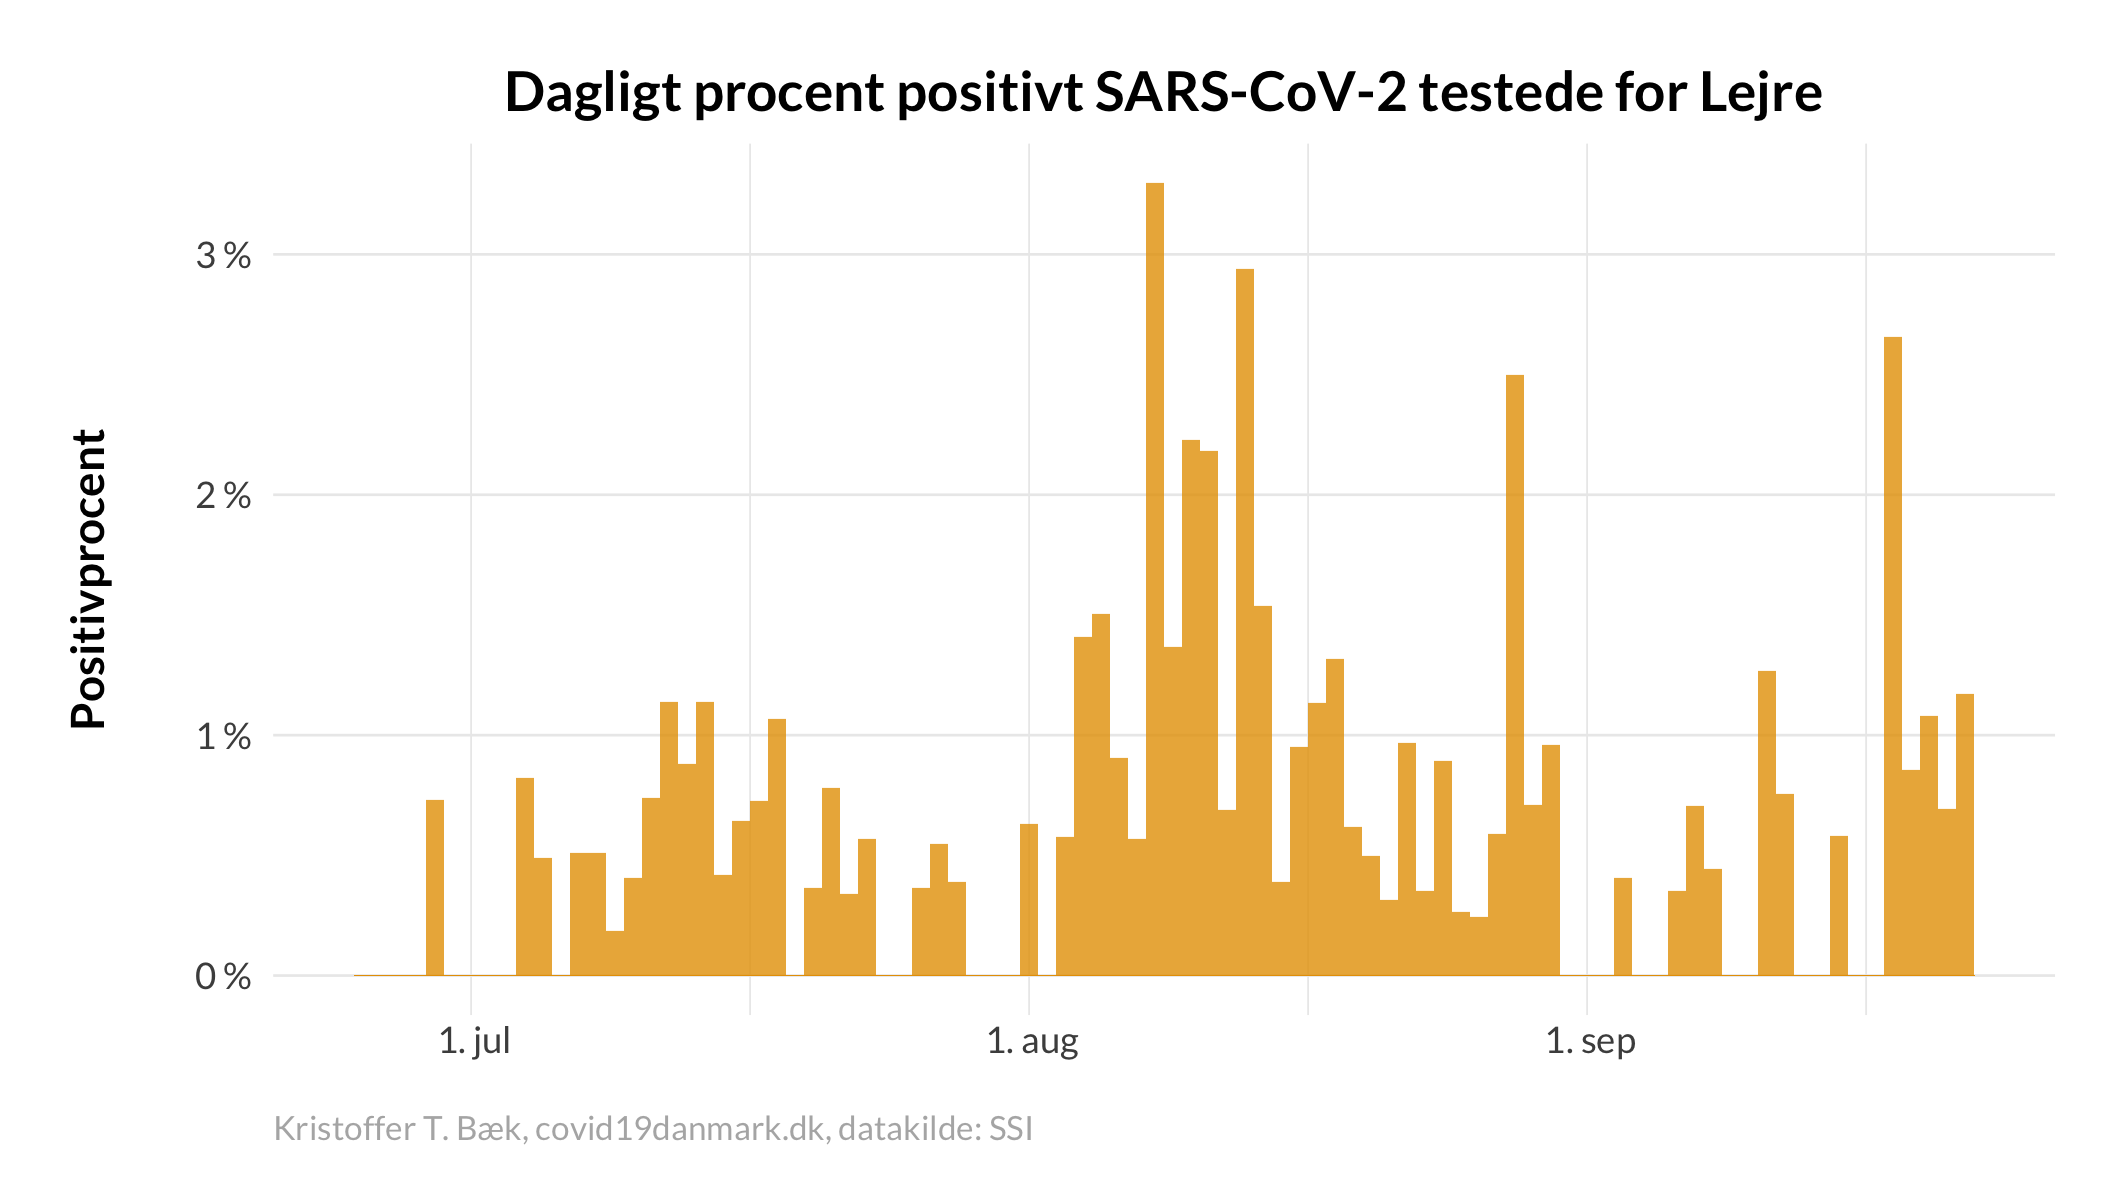 Dagligt procent positivt SARS-CoV-2 testede for Lejre
Positivprocent
3 %
2 %
1 %
0 %
1. jul
1. aug
1. sep
Kristoffer T. Bæk, covid19danmark.dk, datakilde: SSI